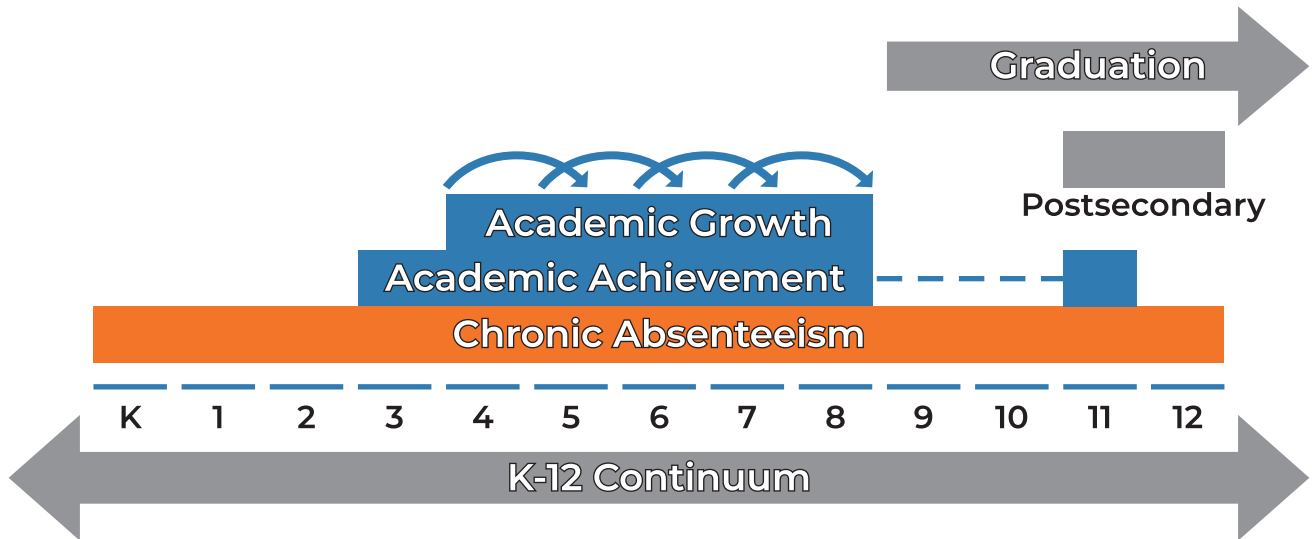 Graduation
Postsecondary
Academic Growth
Academic Achievement
Chronic Absenteeism
K 1 2 3 4 5 6 7 8 9 10 11 12
K-12 Continuum